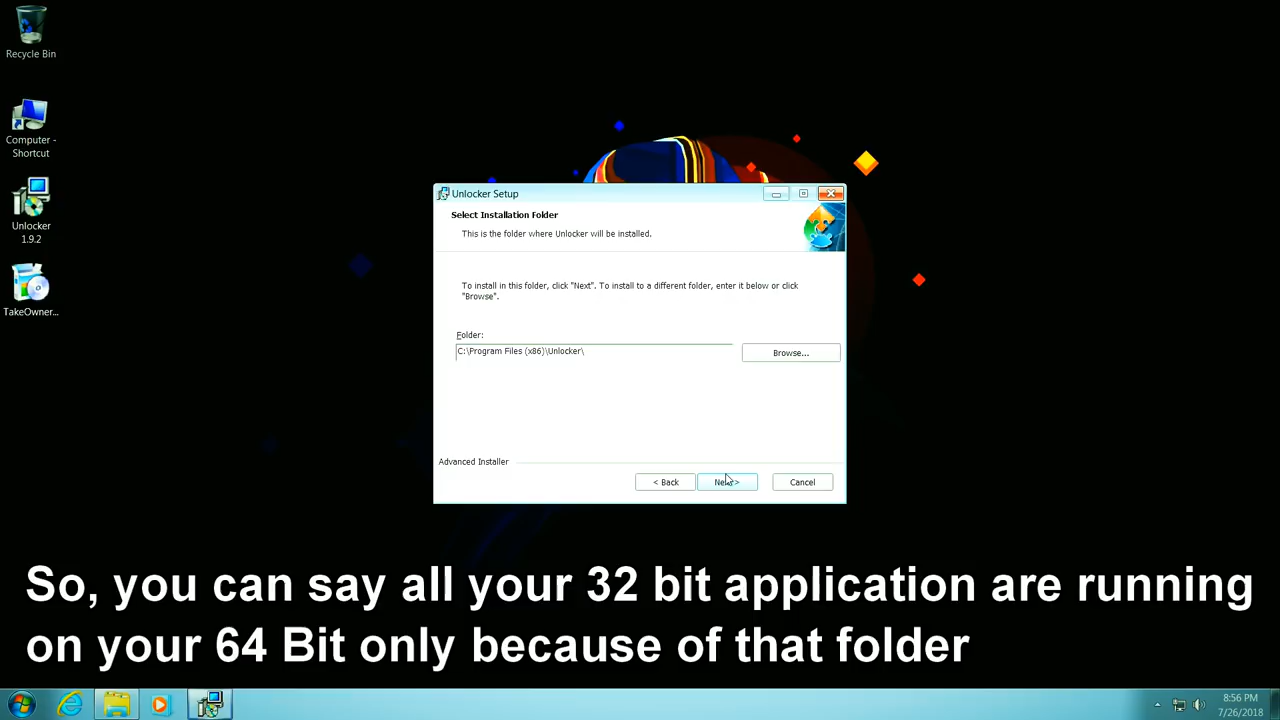 Recycle Bin
Computer -
Shortcut
Unlocker
1.9.2
TakeOwner...
Unlocker Setup
Select Installation Folder
This is the folder where Unlocker will be installed.
To install in this folder, click "Next". To install to a different folder, enter it below or click
"Browse".
Folder:
C:\Program Files (x86)\Unlocker\
Browse...
Advanced Installer
< Back
Next >
Cancel
So, you can say all your 32 bit application are running
on your 64 Bit only because of that folder
8:56 PM
7/26/2018